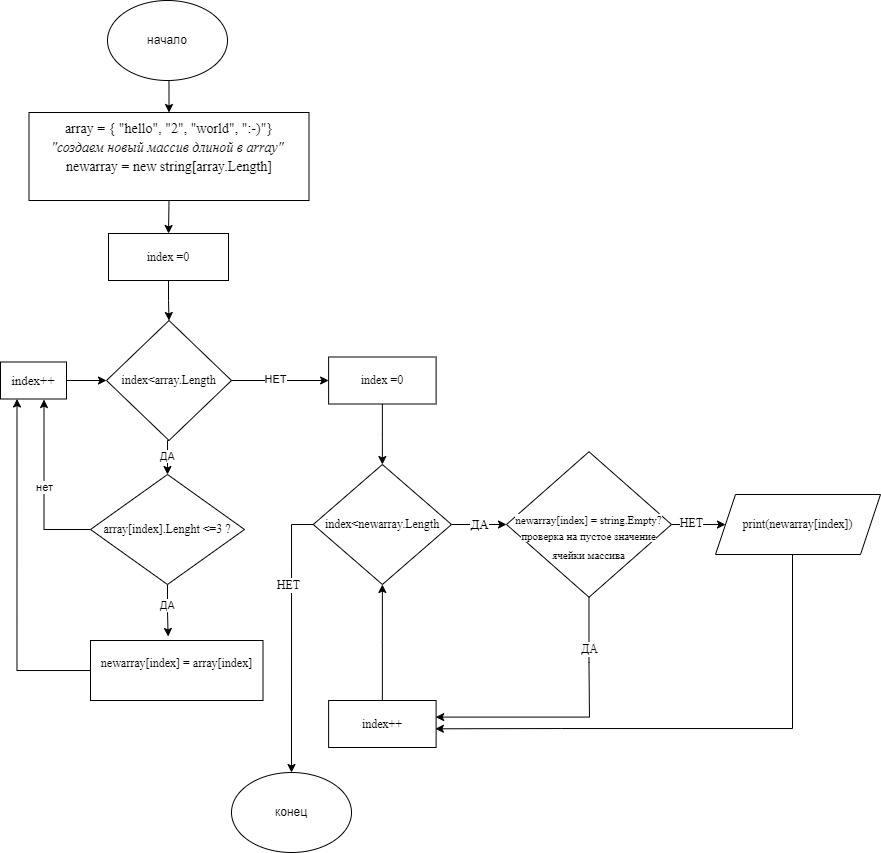 начало
array = { "hello", "2", "world", ":-)"}
"создаем новый массив длиной в array"
newarray = new string[array.Length]
index =0
index<array.Length
index++
НЕТ
index =0
ДА
нет
array[index].Lenght <=3 ?
ДА
newarray[index] = array[index]
index<newarray.Length
ДА
newarray[index] = string.Empty?
проверка на пустое значение
ячейки массива
НЕТ
print(newarray[index])
НЕТ
ДА
index++
конец